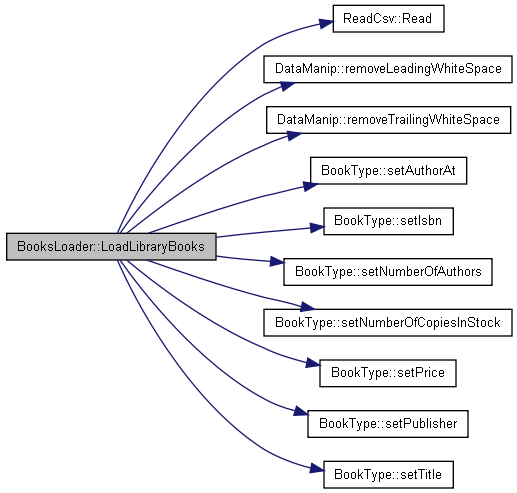 ReadCsv::Read
DataManip::removeLeadingWhiteSpace
DataManip::removeTrailingWhiteSpace
BookType::setAuthorAt
BookType::setIsbn
BooksLoader::LoadLibraryBooks
BookType::setNumberOfAuthors
BookType::setNumberOfCopiesInStock
BookType::setPrice
BookType::setPublisher
BookType::setTitle